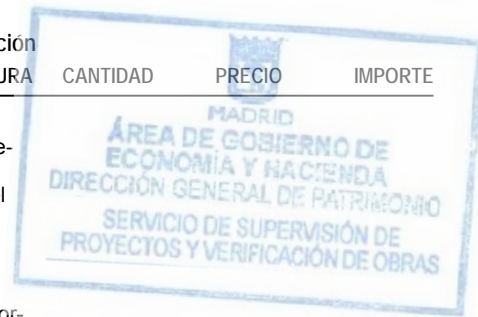 ción
URA CANTIDAD PRECIO IMPORTE
MADRID
ÁREA DE GOBIERNO DE
e-
ECONOMÍA Y HACIENDA
DIRECCIÓN GENERAL DE PATRIMONIO
l
SERVICIO DE SUPERVISIÓN DE
PROYECTOS Y VERIFICACIÓN DE OBRAS
or-